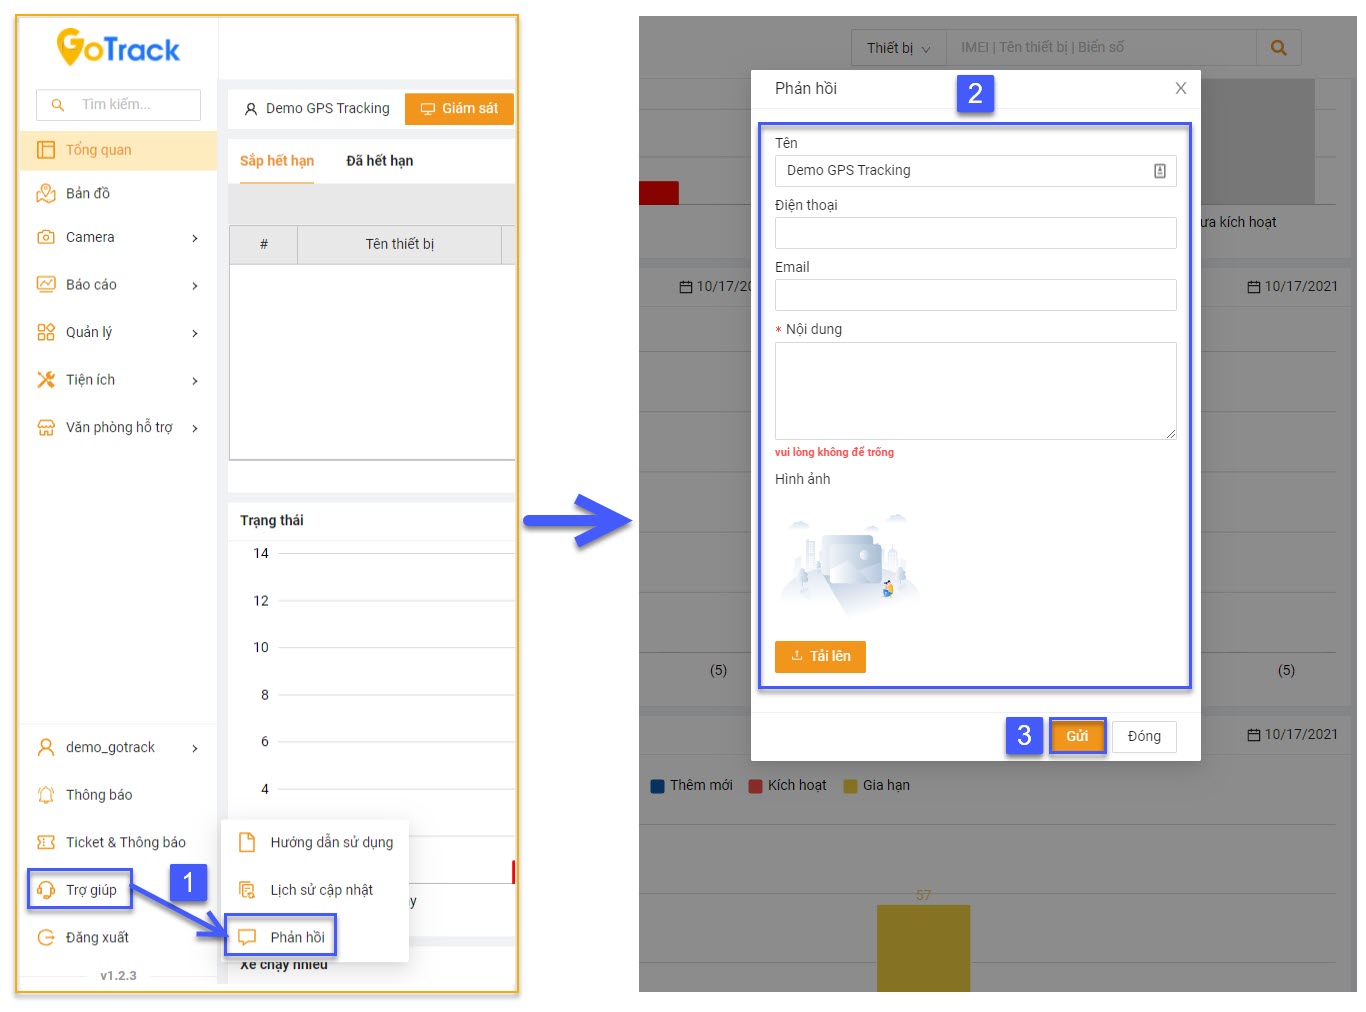 GoTrack
Tìm kiếm...
Tổng quan
Bản đồ
Camera
Báo cáo
Quản lý
Tiện ích
Văn phòng hỗ trợ
demo_gotrack
Thông báo
Ticket & Thông báo
Trợ giúp
Đăng xuất
v1.2.3
Demo GPS Tracking
Giám sát
Sắp hết hạn
Đã hết hạn
#
Tên thiết bị
Trạng thái
14
12
10
8
6
4
1
Hướng dẫn sử dụng
Lịch sử cập nhật
Phản hồi
Xe chạy nhiều
Thiết bị
IMEI | Tên thiết bị | Biển số
Phản hồi
2
Tên
Demo GPS Tracking
Điện thoại
Email
* Nội dung
vui lòng không để trống
Hình ảnh
Tải lên
3
Gửi
Đóng
ưa kích hoạt
10/17/20
10/17/2021
(5)
(5)
10/17/2021
Thêm mới
Kích hoạt
Gia hạn
57